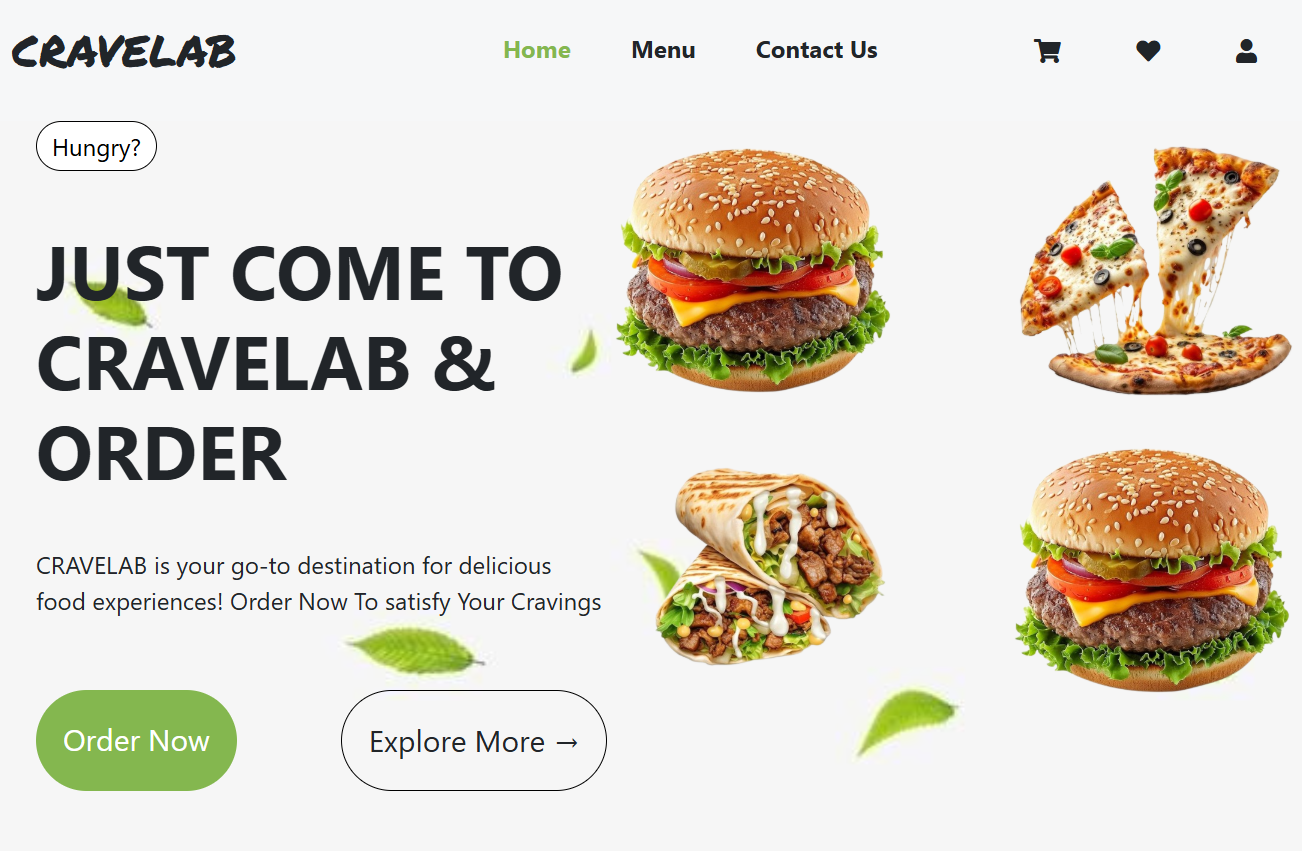 CRAVELAB
Home Menu Contact Us
Hungry?
JUST COME TO
CRAVELAB &
ORDER
CRAVELAB is your go-to destination for delicious
food experiences! Order Now To satisfy Your Cravings
Order Now
Explore More →